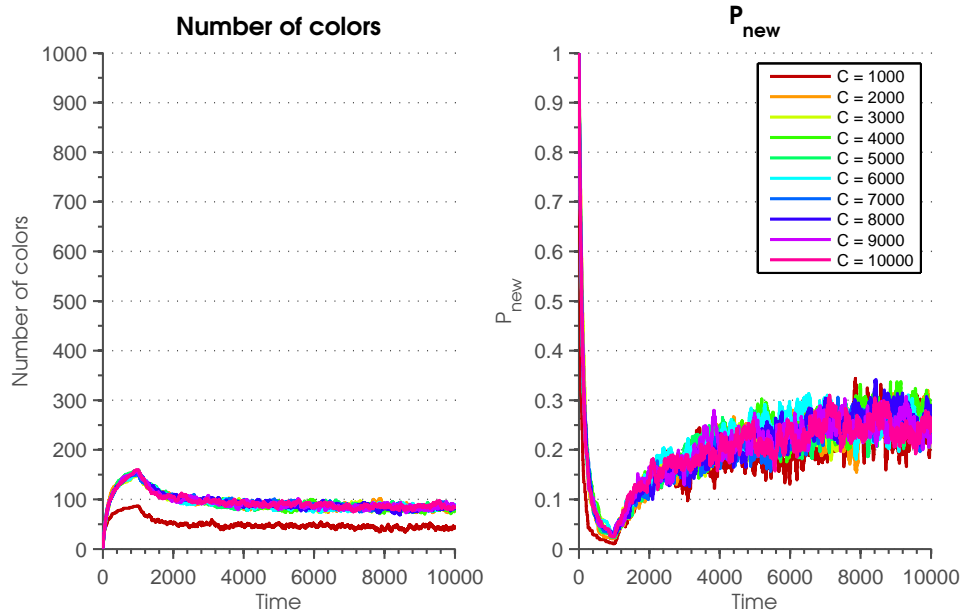 Number of colors
1000
900
800
700
600
500
400
300
200
100
0
Number of colors
0 2000 4000 6000 8000 10000
Time
P_new
1
0.9
0.8
0.7
0.6
0.5
0.4
0.3
0.2
0.1
0
P_new
0 2000 4000 6000 8000 10000
Time
C = 1000
C = 2000
C = 3000
C = 4000
C = 5000
C = 6000
C = 7000
C = 8000
C = 9000
C = 10000